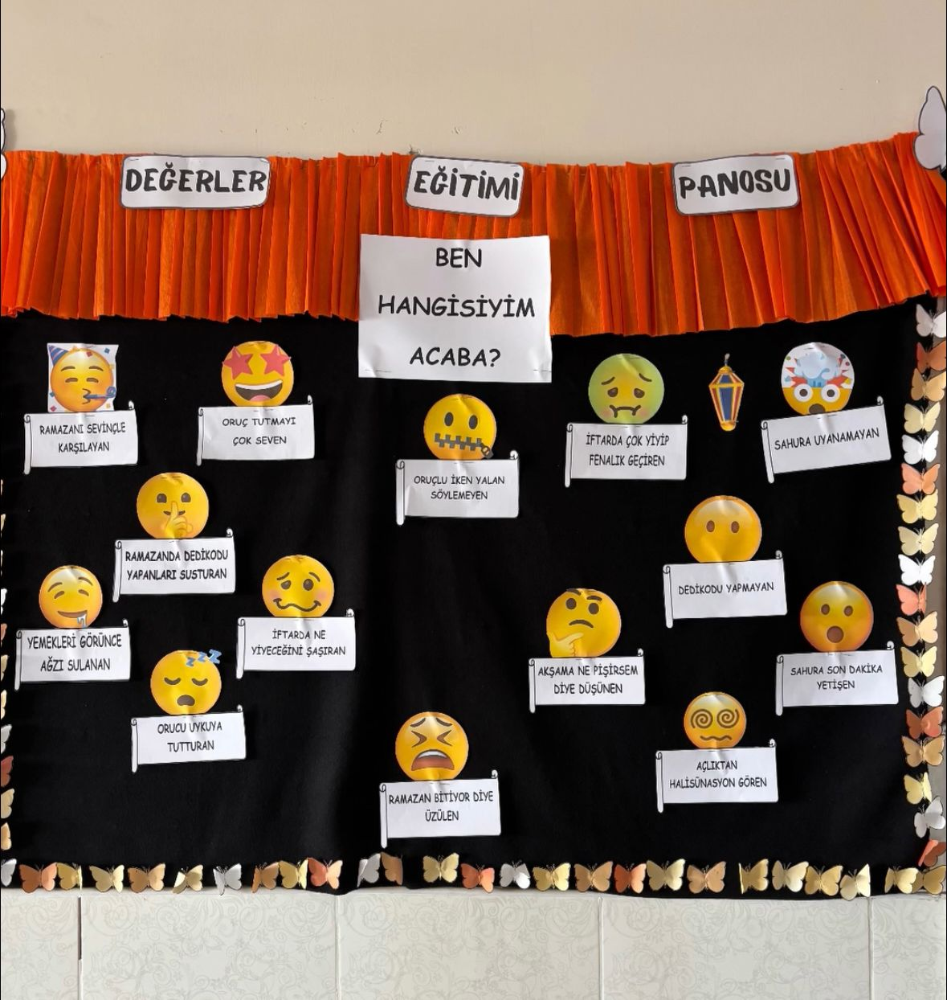 DEĞERLER EĞİTİMİ PANOSU
BEN
HANGİSİYİM
ACABA?
RAMAZANI SEVİNÇLE
KARŞILAYAN
ORUÇ TUTMAYI
ÇOK SEVEN
ORUÇLU İKEN YALAN
SÖYLEMEYEN
İFTARDA ÇOK YİYİP
FENALIK GEÇİREN
SAHURA UYANAMAYAN
RAMAZANDA DEDİKODU
YAPANLARI SUSTURAN
DEDİKODU YAPMAYAN
YEMEKLERİ GÖRÜNCE
AĞZI SULANAN
İFTARDA NE
YİYECEĞİNİ ŞAŞIRAN
AKŞAMA NE PİŞİRSEM
DİYE DÜŞÜNEN
SAHURA SON DAKİKA
YETİŞEN
ORUCU UYKUYA
TUTTURAN
RAMAZAN BİTİYOR DİYE
ÜZÜLEN
AÇLIKTAN
HALİSÜNASYON GÖREN